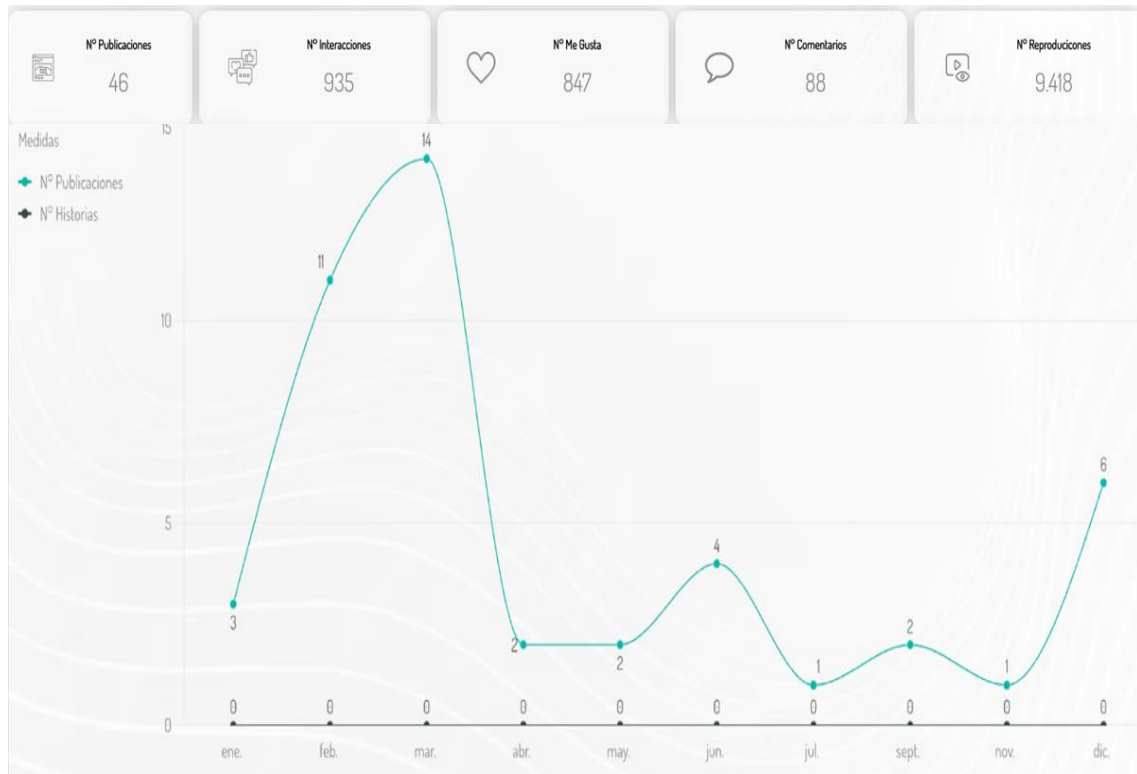 Nº Publicaciones
46
Nº Interacciones
935
Nº Me Gusta
847
Nº Comentarios
88
Nº Reproducicones
9.418
Medidas
Nº Publicaciones
Nº Historias
15
10
5
0
3
11
14
2
2
4
1
2
1
6
0 0 0 0 0 0 0 0 0 0
ene. feb. mar. abr. may. jun. jul. sept. nov. dic.